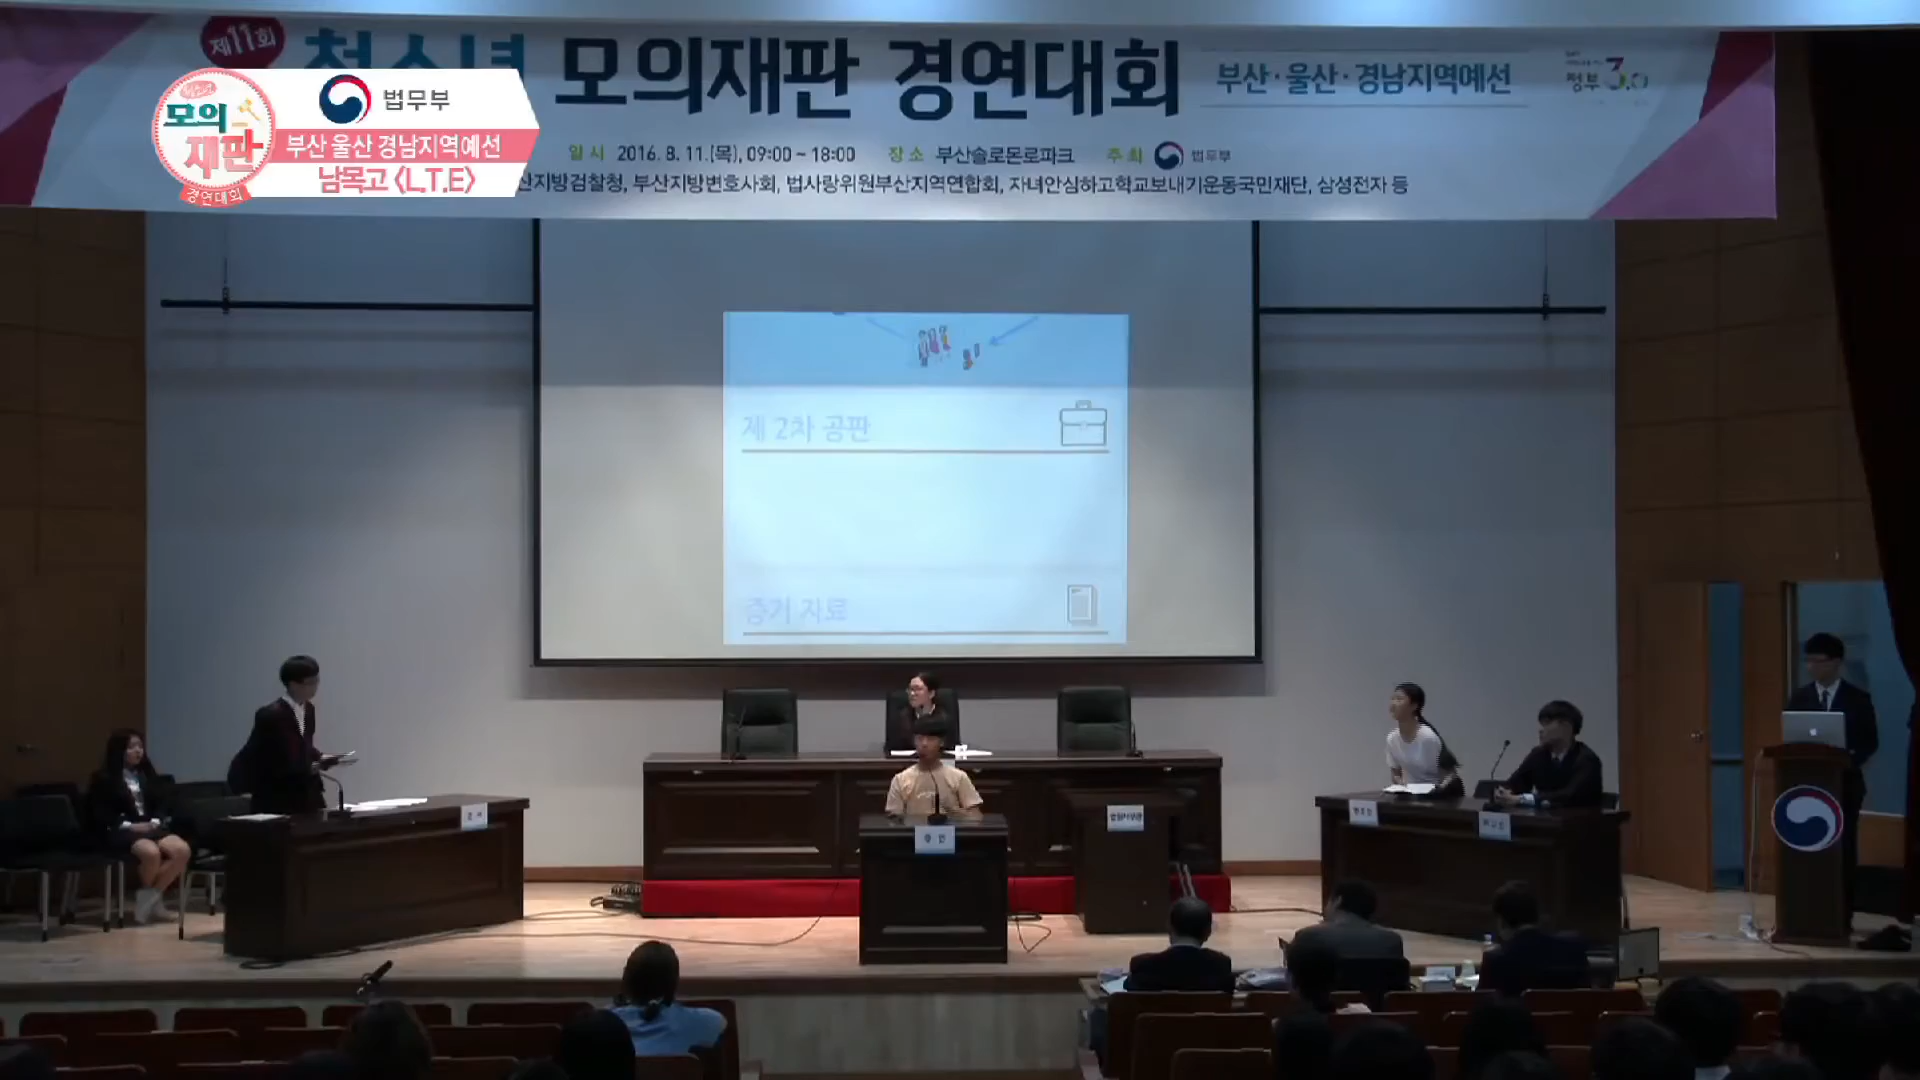 제11회
청소년 모의재판 경연대회 부산·울산·경남지역예선
정부3.0
법무부
모의재판
경연대회
부산 울산 경남지역예선
남목고 〈L.T.E〉
일시 2016. 8. 11.(목), 09:00 ~ 18:00 장소 부산솔로몬로파크 주최 법무부
산지방검찰청, 부산지방변호사회, 법사랑위원부산지역연합회, 자녀안심하고학교보내기운동국민재단, 삼성전자 등
제 2차 공판
증거 자료
증 인